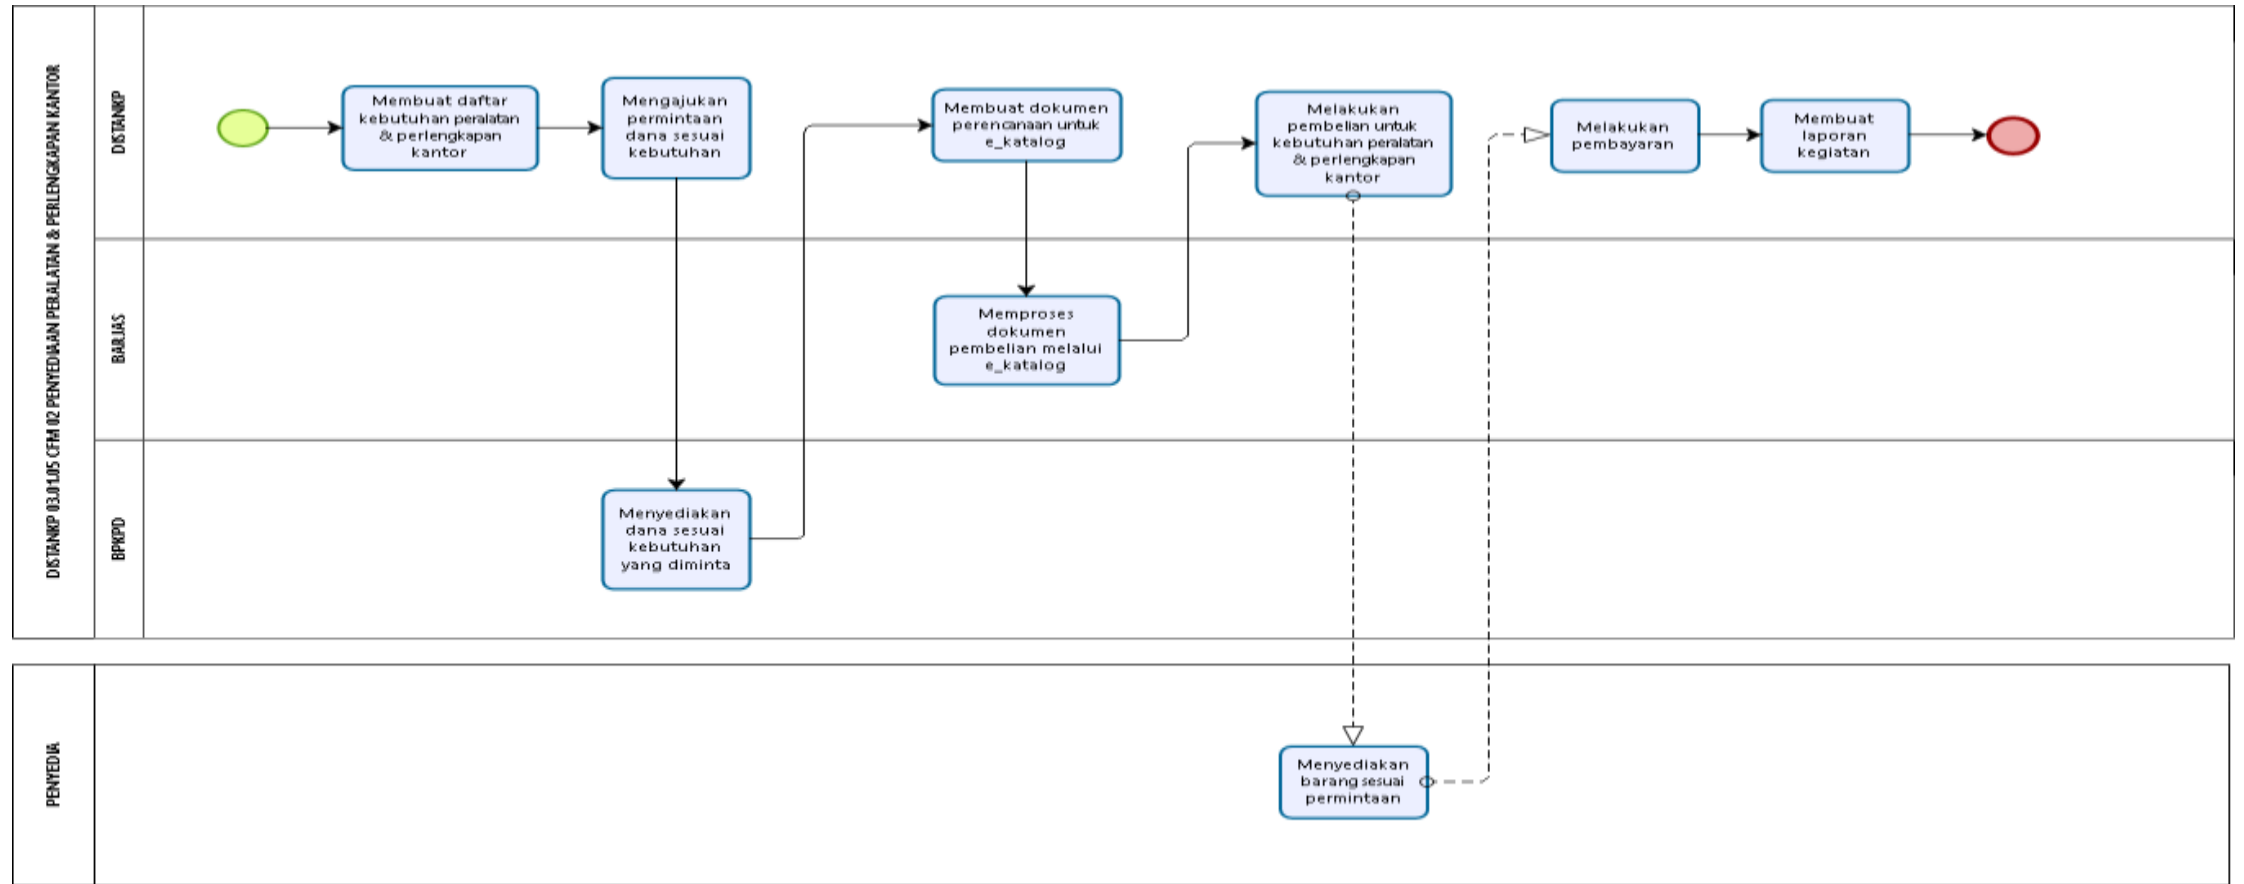 DISTANKP 03.01.05 CFM 02 PENYEDIAAN PERALATAN & PERLENGKAPAN KANTOR
DISTANKP
Membuat daftar
kebutuhan peralatan
& perlengkapan
kantor
Mengajukan
permintaan
dana sesuai
kebutuhan
Membuat dokumen
perencanaan untuk
e_katalog
Melakukan
pembelian untuk
kebutuhan peralatan
& perlengkapan
kantor
Melakukan
pembayaran
Membuat
laporan
kegiatan
BARJAS
Memproses
dokumen
pembelian melalui
e_katalog
BPKPD
Menyediakan
dana sesuai
kebutuhan
yang diminta
PENYEDIA
Menyediakan
barang sesuai
permintaan